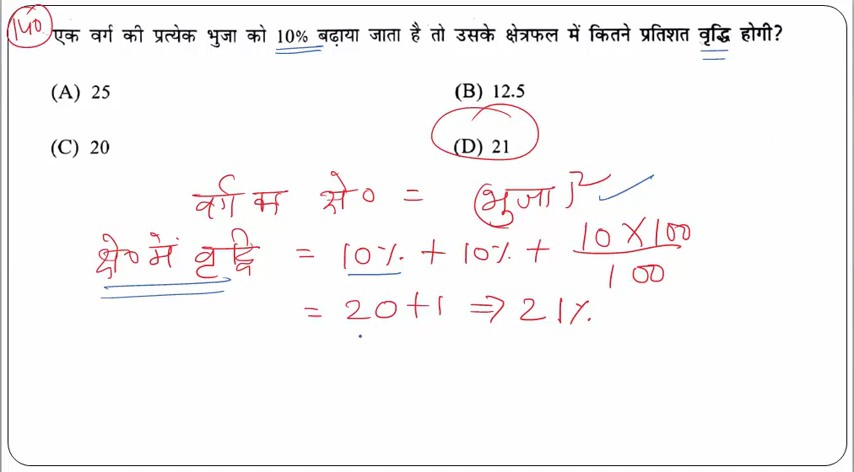 140 एक वर्ग की प्रत्येक भुजा को 10% बढ़ाया जाता है तो उसके क्षेत्रफल में कितने प्रतिशत वृद्धि होगी?
(A) 25 (B) 12.5
(C) 20 (D) 21
वर्ग का क्षे० = (भुजा)²
क्षे० में वृद्धि = 10% + 10% + 10 × 100 / 100
= 20 + 1 ⇒ 21%